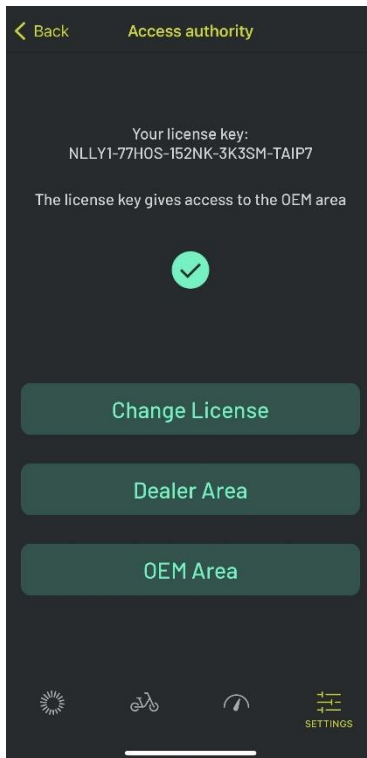 Back
Access authority
Your license key:
NLLY1-77HOS-152NK-3K3SM-TAIP7
The license key gives access to the OEM area
Change License
Dealer Area
OEM Area
SETTINGS